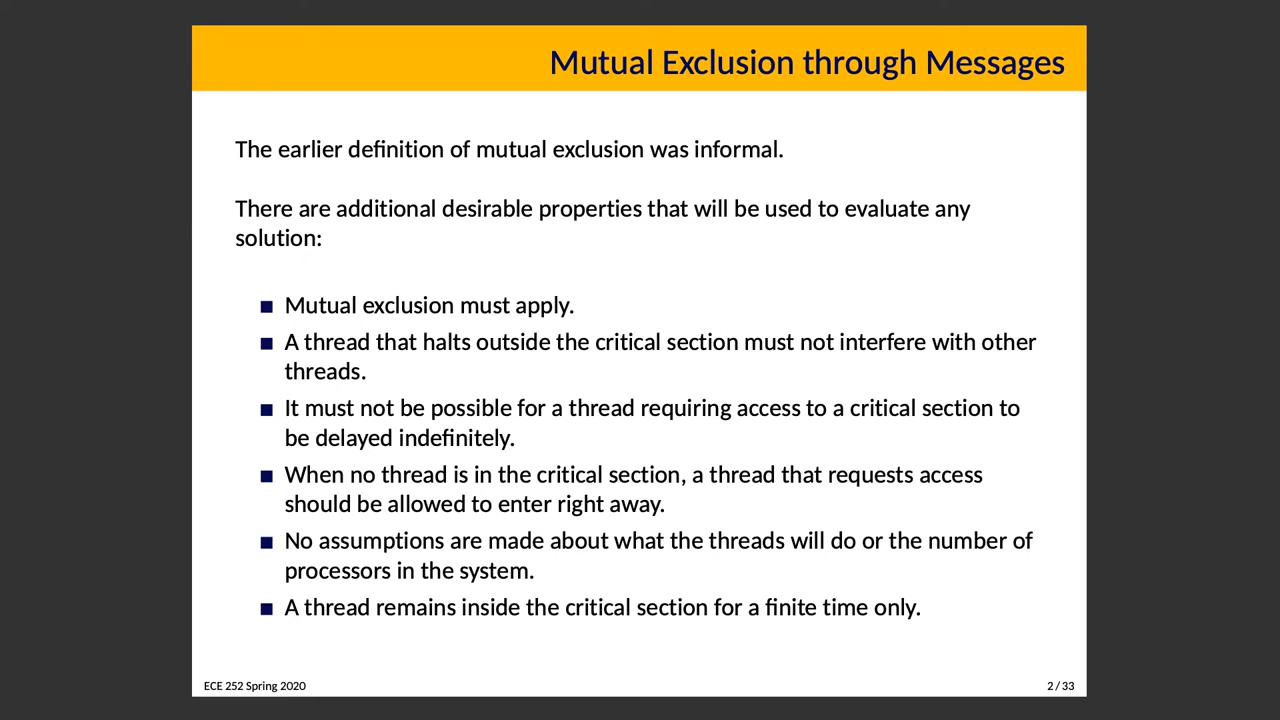 Mutual Exclusion through Messages
The earlier definition of mutual exclusion was informal.
There are additional desirable properties that will be used to evaluate any
solution:
Mutual exclusion must apply.
A thread that halts outside the critical section must not interfere with other
threads.
It must not be possible for a thread requiring access to a critical section to
be delayed indefinitely.
When no thread is in the critical section, a thread that requests access
should be allowed to enter right away.
No assumptions are made about what the threads will do or the number of
processors in the system.
A thread remains inside the critical section for a finite time only.
ECE 252 Spring 2020
2 / 33